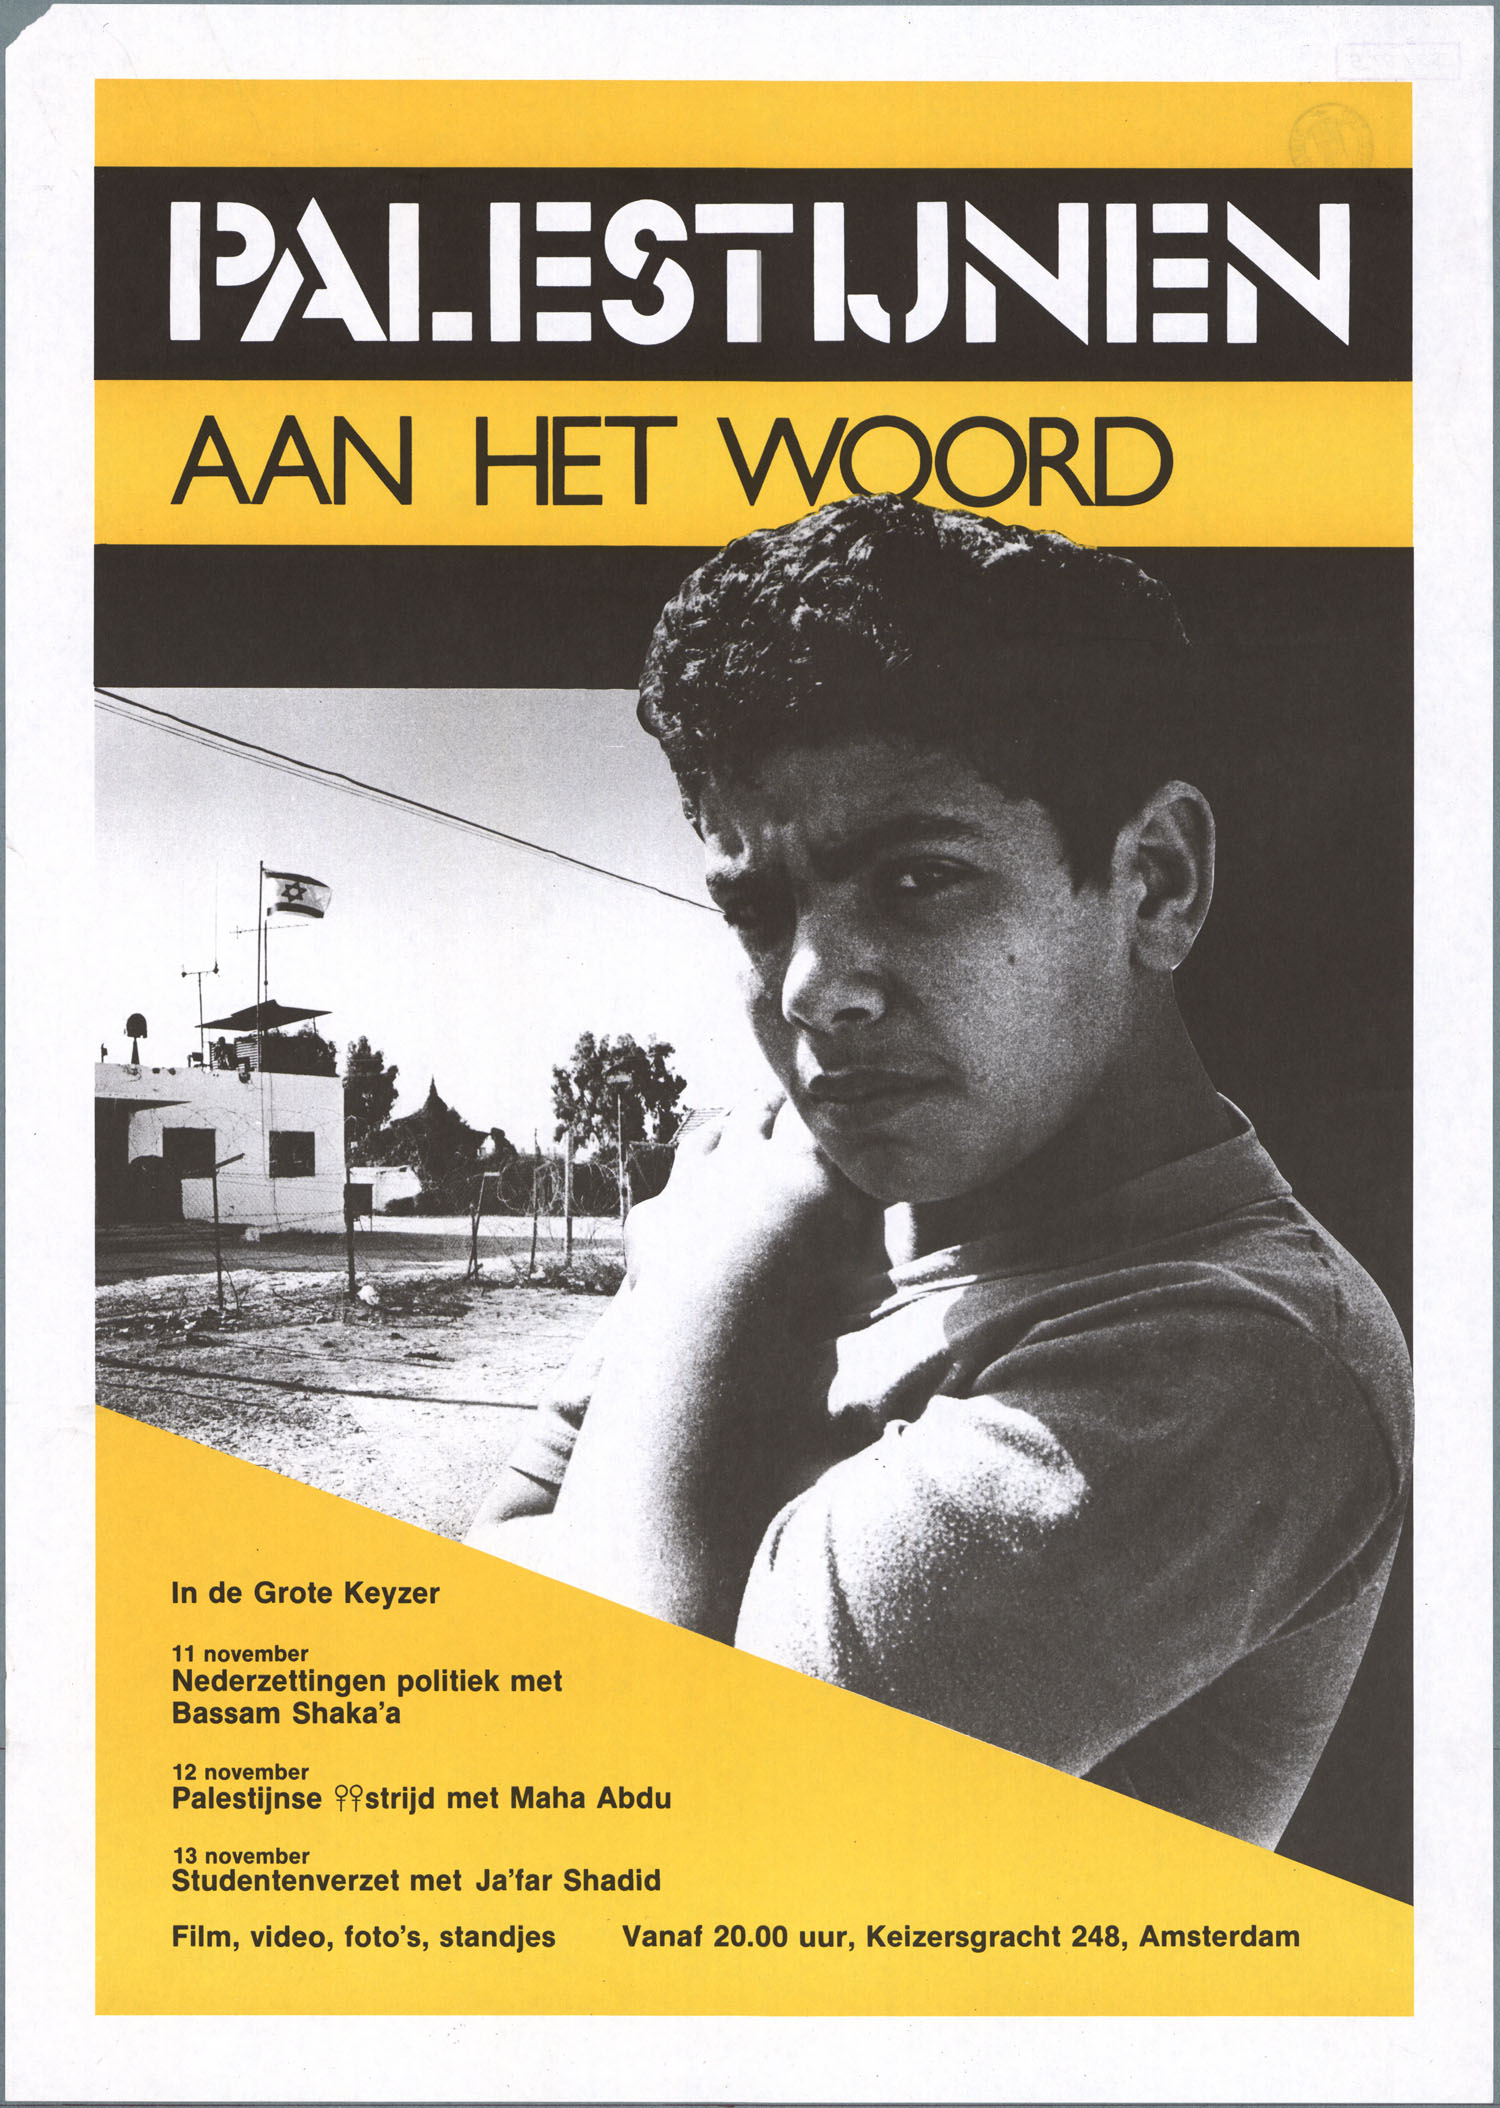 PALESTIJNEN
AAN HET WOORD
In de Grote Keyzer
11 november
Nederzettingen politiek met
Bassam Shaka'a
12 november
Palestijnse ♀♀strijd met Maha Abdu
13 november
Studentenverzet met Ja'far Shadid
Film, video, foto's, standjes Vanaf 20.00 uur, Keizersgracht 248, Amsterdam